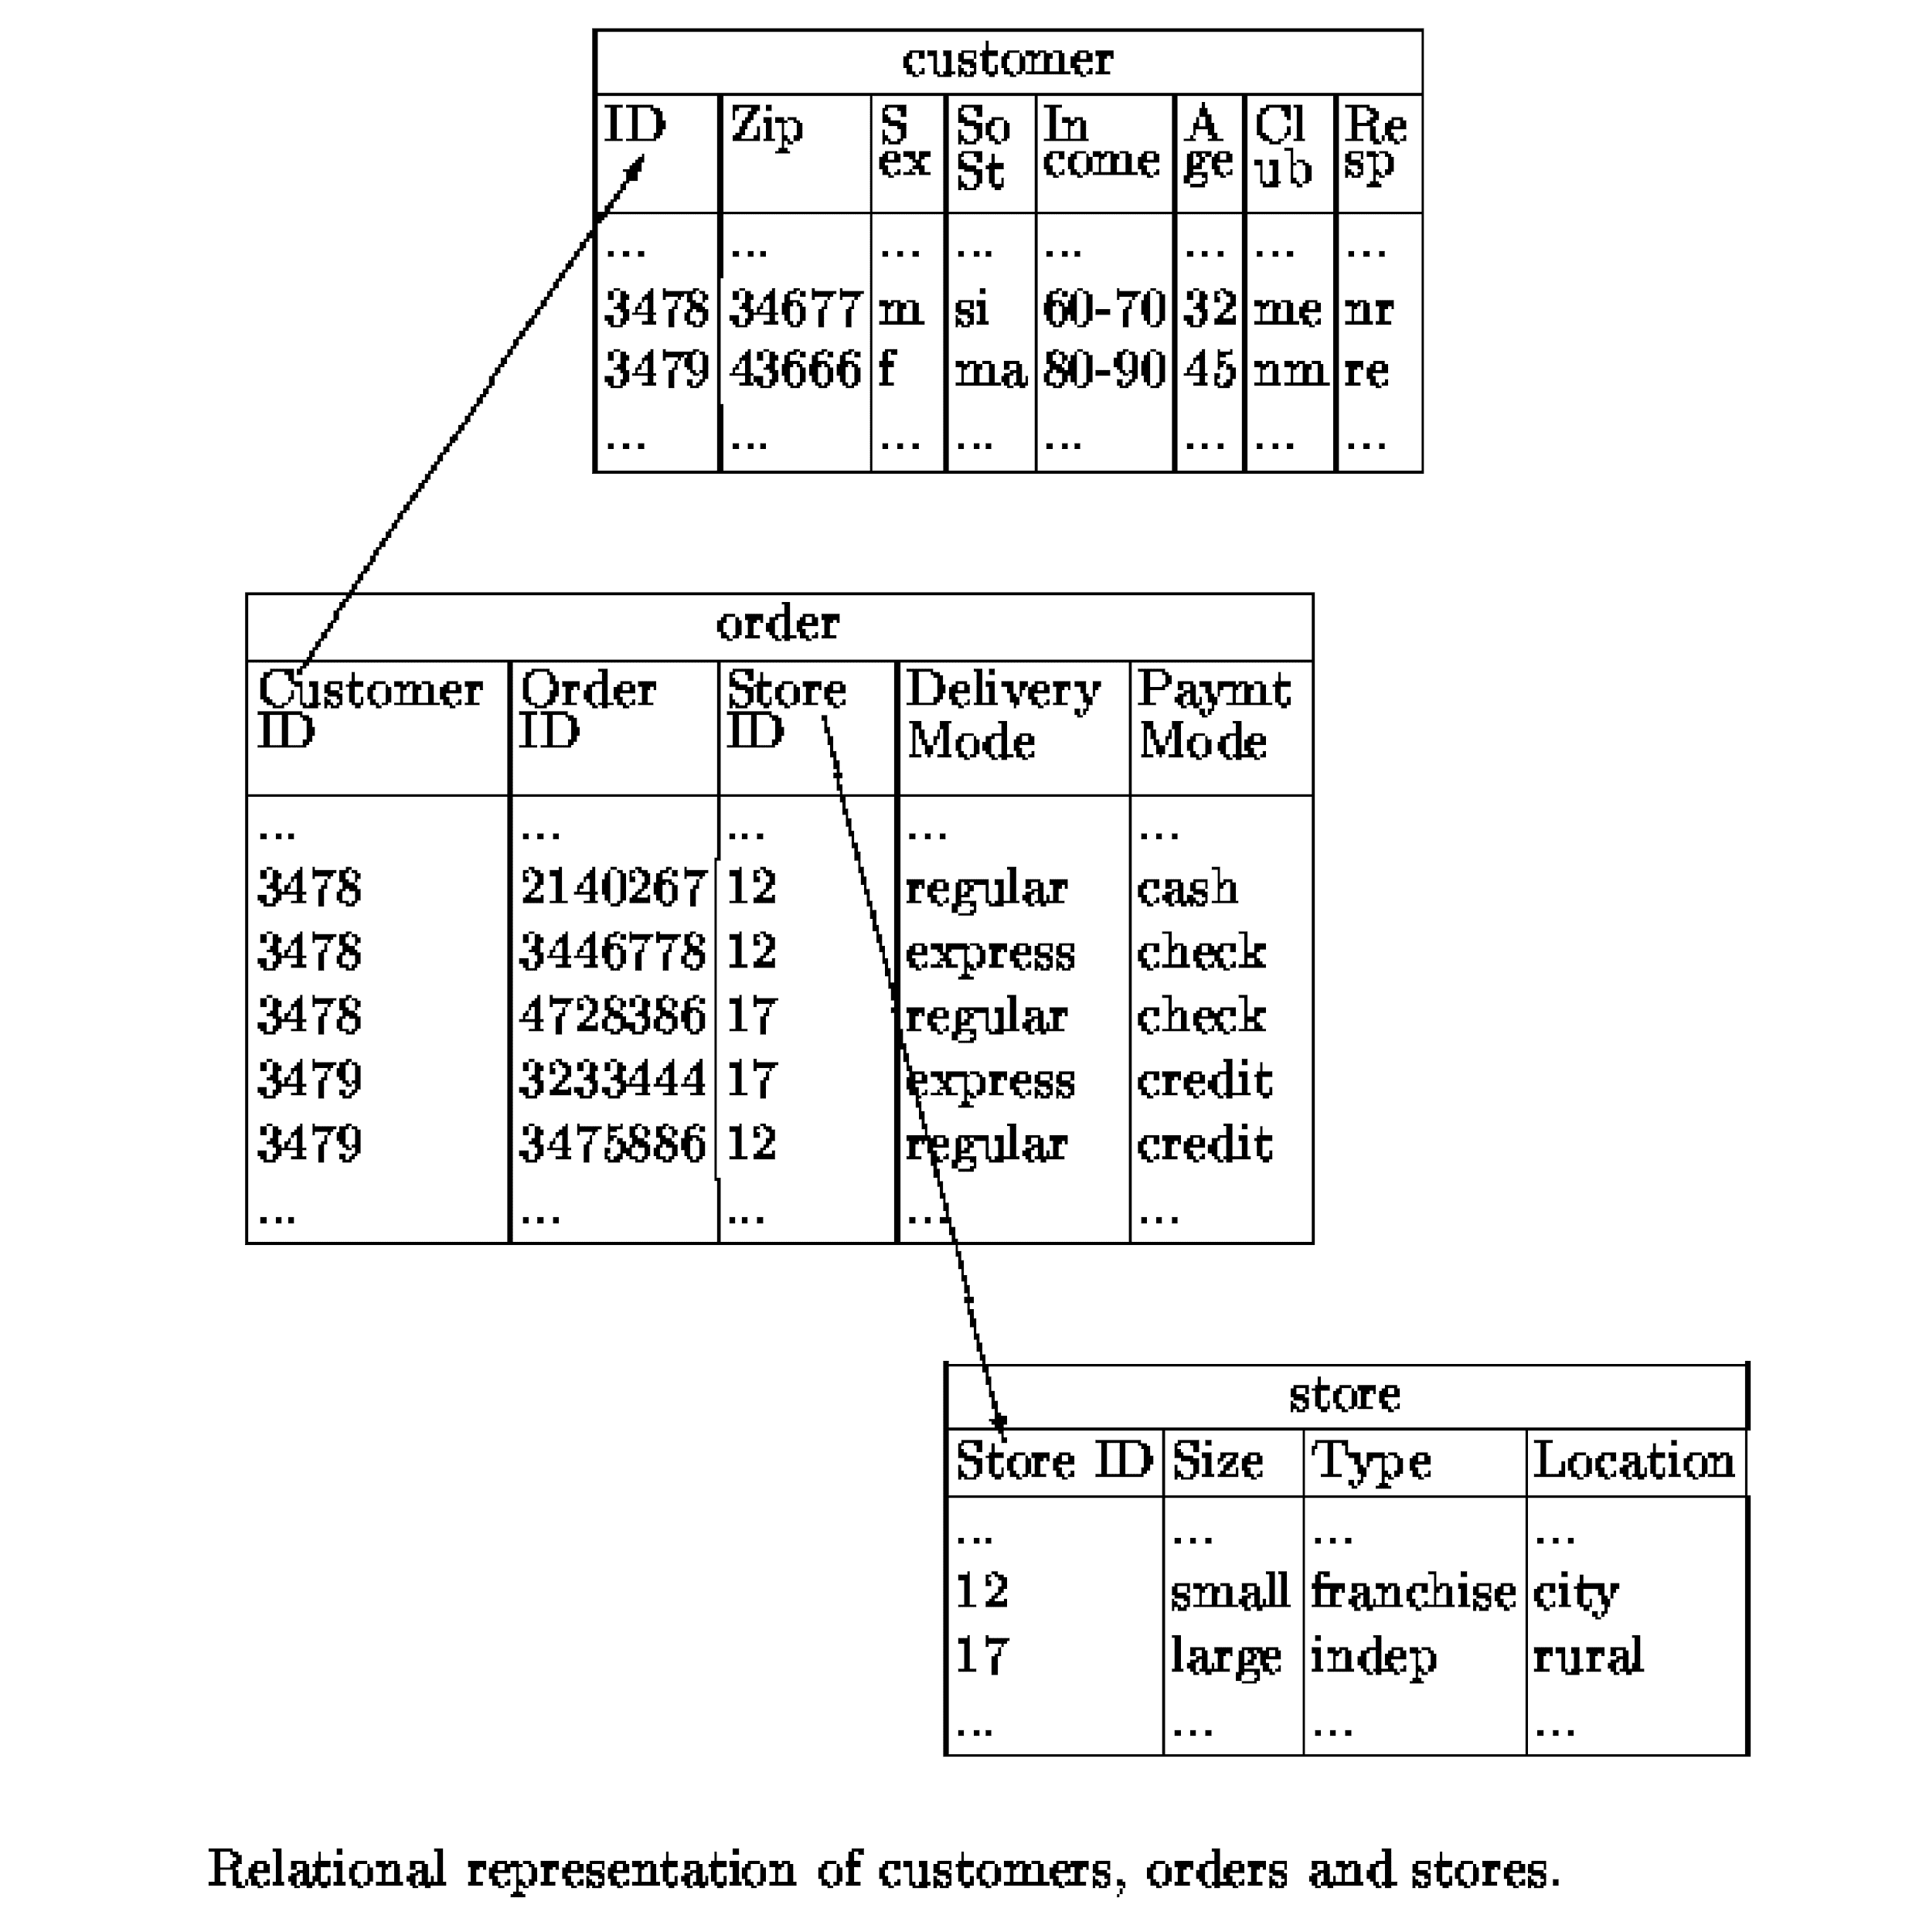 customer
ID Zip S ex So St In come A ge Cl ub Re sp
... ... ... ... ... ... ... ...
3478 34677 m si 60-70 32 me nr
3479 43666 f ma 80-90 45 nm re
... ... ... ... ... ... ... ...
order
Customer ID Order ID Store ID Delivery Mode Paymt Mode
... ... ... ... ...
3478 2140267 12 regular cash
3478 3446778 12 express check
3478 4728386 17 regular check
3479 3233444 17 express credit
3479 3475886 12 regular credit
... ... ... ... ...
store
Store ID Size Type Location
... ... ... ...
12 small franchise city
17 large indep rural
... ... ... ...
Relational representation of customers, orders and stores.